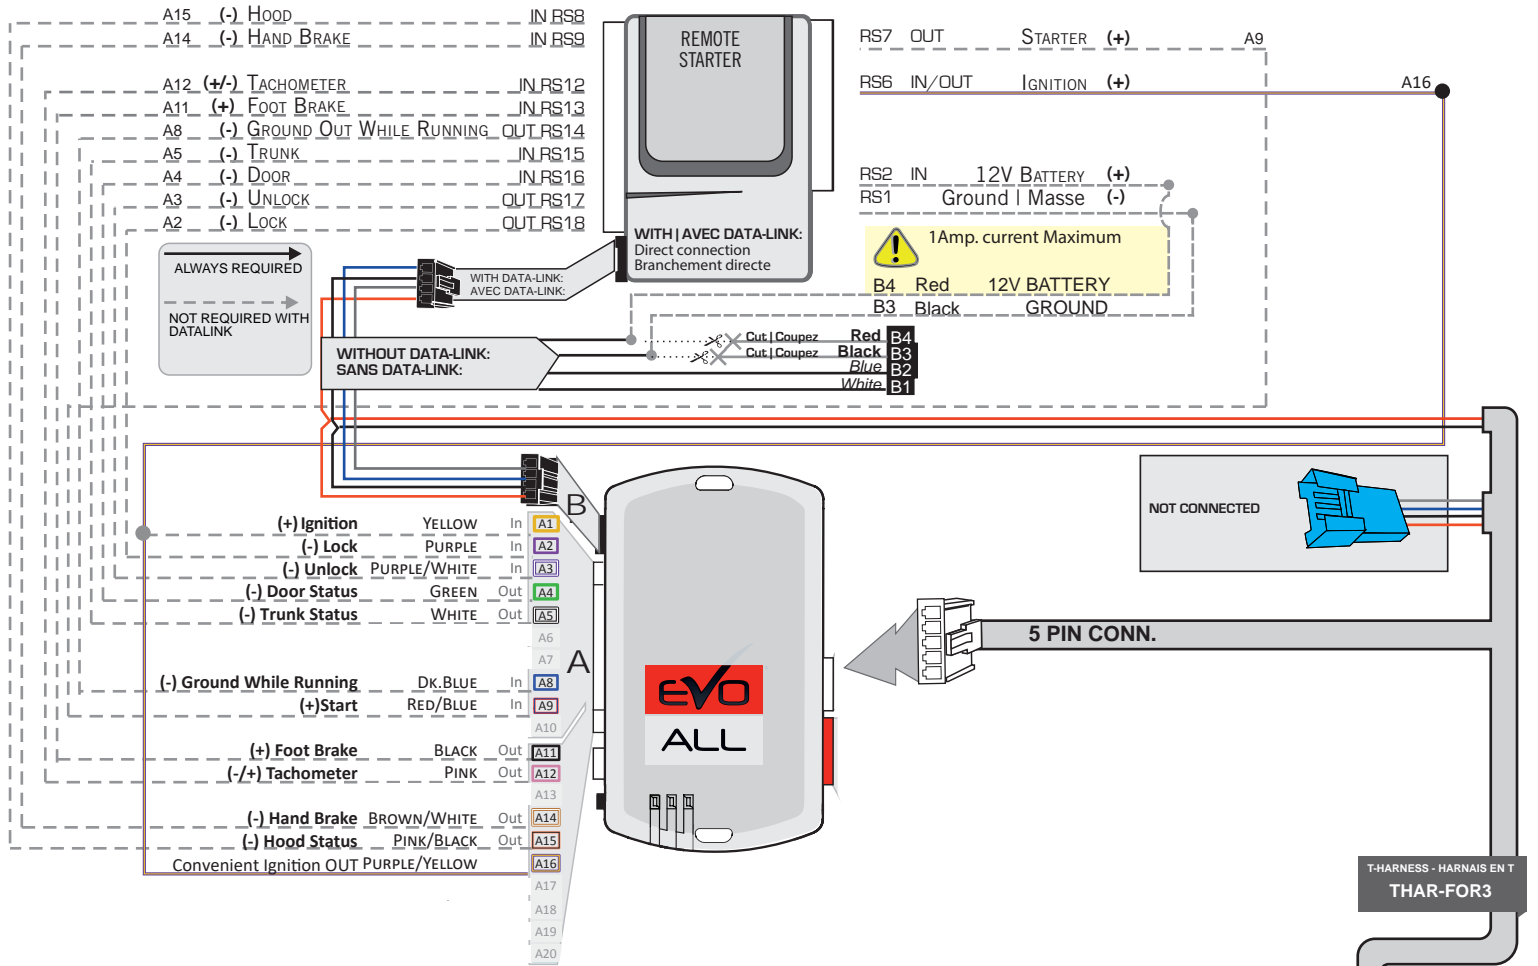 A15 (-) HOOD IN RS8
A14 (-) HAND BRAKE IN RS9
A12 (+/-) TACHOMETER IN RS12
A11 (+) FOOT BRAKE IN RS13
A8 (-) GROUND OUT WHILE RUNNING OUT RS14
A5 (-) TRUNK IN RS15
A4 (-) DOOR IN RS16
A3 (-) UNLOCK OUT RS17
A2 (-) LOCK OUT RS18
REMOTE
STARTER
WITH | AVEC DATA-LINK:
Direct connection
Branchement directe
RS7 OUT STARTER (+) A9
RS6 IN/OUT IGNITION (+) A16
RS2 IN 12V BATTERY (+)
RS1 Ground | Masse (-)
1Amp. current Maximum
B4 Red 12V BATTERY
B3 Black GROUND
ALWAYS REQUIRED
NOT REQUIRED WITH
DATALINK
WITH DATA-LINK:
AVEC DATA-LINK:
WITHOUT DATA-LINK:
SANS DATA-LINK:
Cut | Coupez Red B4
Cut | Coupez Black B3
Blue B2
White B1
NOT CONNECTED
B
A
(+) Ignition YELLOW In A1
(-) Lock PURPLE In A2
(-) Unlock PURPLE/WHITE In A3
(-) Door Status GREEN Out A4
(-) Trunk Status WHITE Out A5
A6
A7
(-) Ground While Running DK.BLUE In A8
(+)Start RED/BLUE In A9
A10
(+) Foot Brake BLACK Out A11
(-/+) Tachometer PINK Out A12
A13
(-) Hand Brake BROWN/WHITE Out A14
(-) Hood Status PINK/BLACK Out A15
Convenient Ignition OUT PURPLE/YELLOW A16
A17
A18
A19
A20
EVO
ALL
5 PIN CONN.
T-HARNESS - HARNAIS EN T
THAR-FOR3